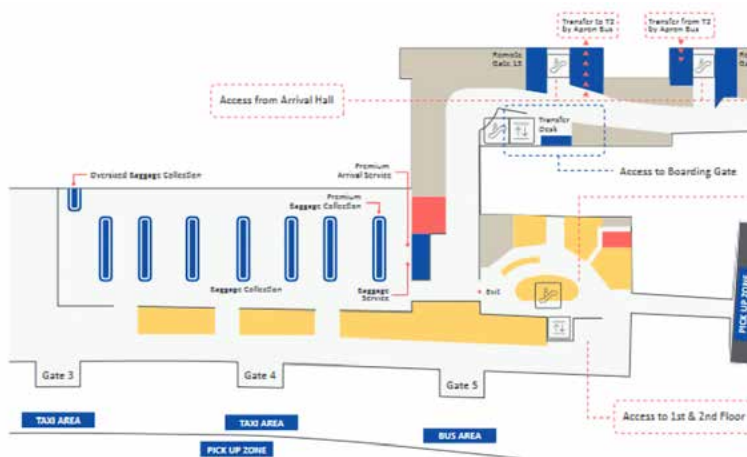 Transfer to T2
by Apron Bus
Transfer from T2
by Apron Bus
Remote
Gate 15
Access from Arrival Hall
Transfer
Desk
Access to Boarding Gate
Oversized Baggage Collection
Premium
Arrival Service
Premium
Baggage Collection
Baggage Collection
Baggage
Service
Exit
PICK UP ZONE
Gate 3
Gate 4
Gate 5
TAXI AREA
TAXI AREA
BUS AREA
Access to 1st & 2nd Floor
PICK UP ZONE